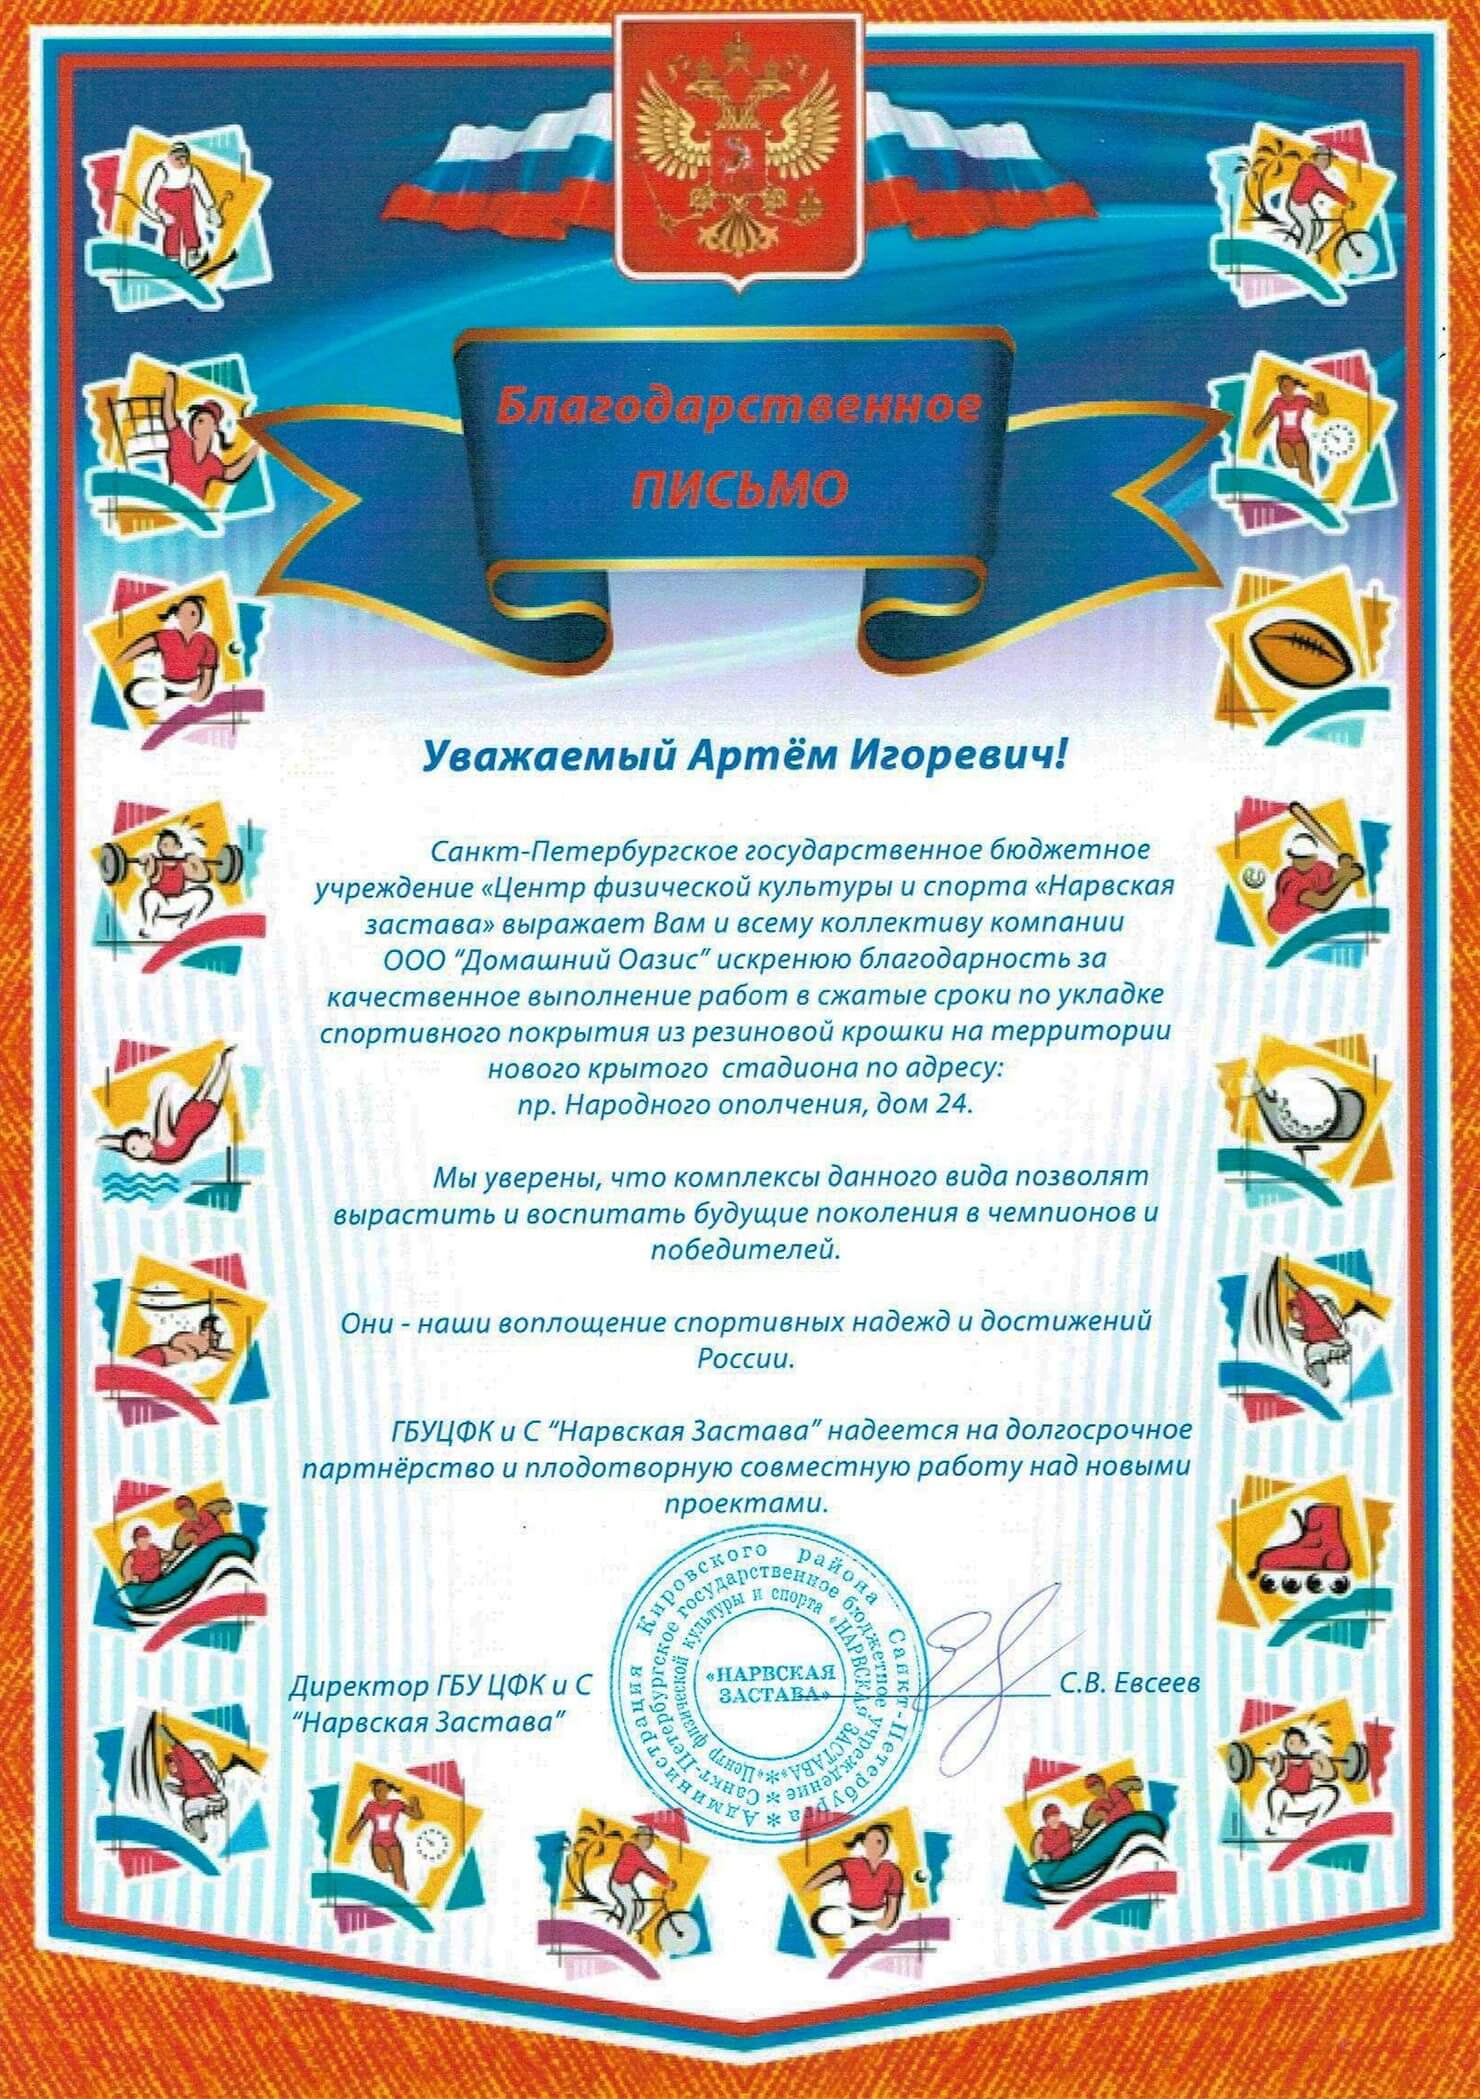 Благодарственное
ПИСЬМО
Уважаемый Артём Игоревич!
Санкт-Петербургское государственное бюджетное
учреждение «Центр физической культуры и спорта «Нарвская
застава» выражает Вам и всему коллективу компании
ООО “Домашний Оазис” искренюю благодарность за
качественное выполнение работ в сжатые сроки по укладке
спортивного покрытия из резиновой крошки на территории
нового крытого стадиона по адресу:
пр. Народного ополчения, дом 24.
Мы уверены, что комплексы данного вида позволят
вырастить и воспитать будущие поколения в чемпионов и
победителей.
Они - наши воплощение спортивных надежд и достижений
России.
ГБУЦФК и С “Нарвская Застава” надеется на долгосрочное
партнёрство и плодотворную совместную работу над новыми
проектами.
Администрация Кировского района Санкт-Петербурга
Санкт-Петербургское государственное бюджетное учреждение
«Центр физической культуры и спорта «НАРВСКАЯ ЗАСТАВА»
«НАРВСКАЯ
ЗАСТАВА»
Директор ГБУ ЦФК и С
“Нарвская Застава”
С.В. Евсеев